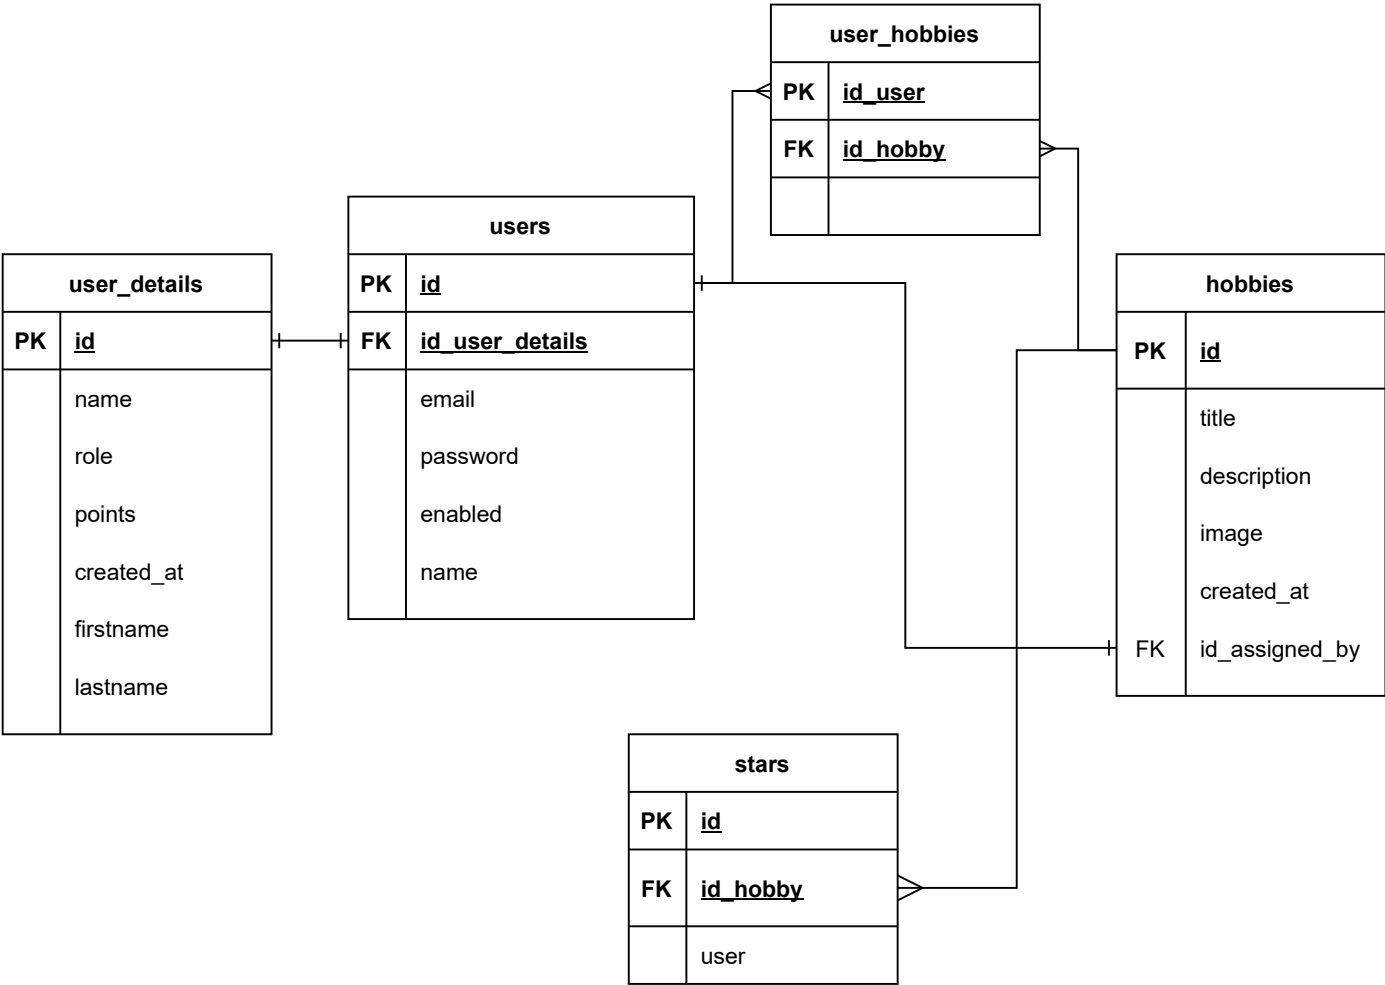 user_hobbies
PK id_user
FK id_hobby
users
PK id
FK id_user_details
email
password
enabled
name
user_details
PK id
name
role
points
created_at
firstname
lastname
hobbies
PK id
title
description
image
created_at
FK id_assigned_by
stars
PK id
FK id_hobby
user